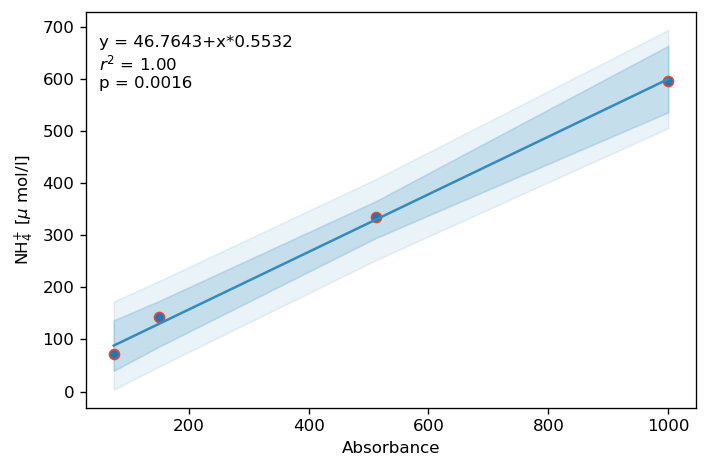 y = 46.7643+x*0.5532
r² = 1.00
p = 0.0016
700
600
500
400
300
200
100
0
NH₄⁺ [μ mol/l]
200 400 600 800 1000
Absorbance